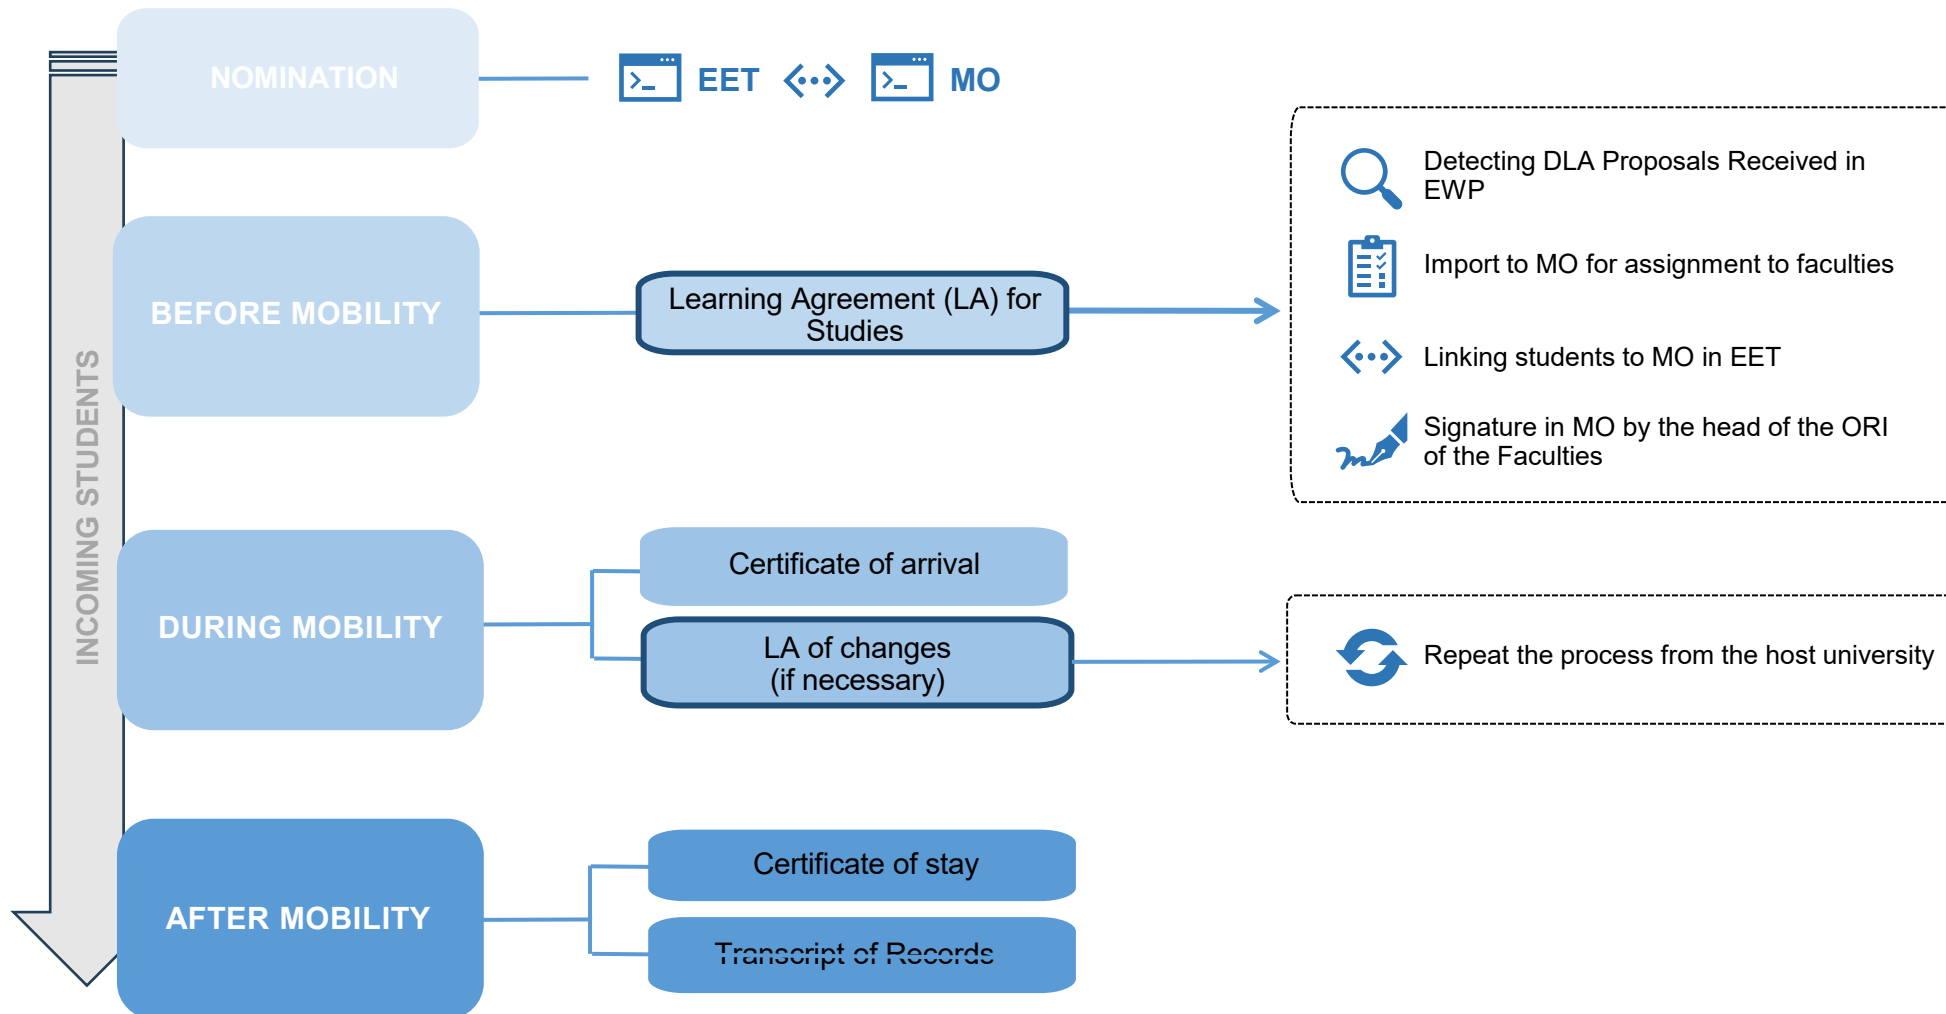 INCOMING STUDENTS
NOMINATION
EET
MO
BEFORE MOBILITY
Learning Agreement (LA) for
Studies
Detecting DLA Proposals Received in
EWP
Import to MO for assignment to faculties
Linking students to MO in EET
Signature in MO by the head of the ORI
of the Faculties
DURING MOBILITY
Certificate of arrival
LA of changes
(if necessary)
Repeat the process from the host university
AFTER MOBILITY
Certificate of stay
Transcript of Records